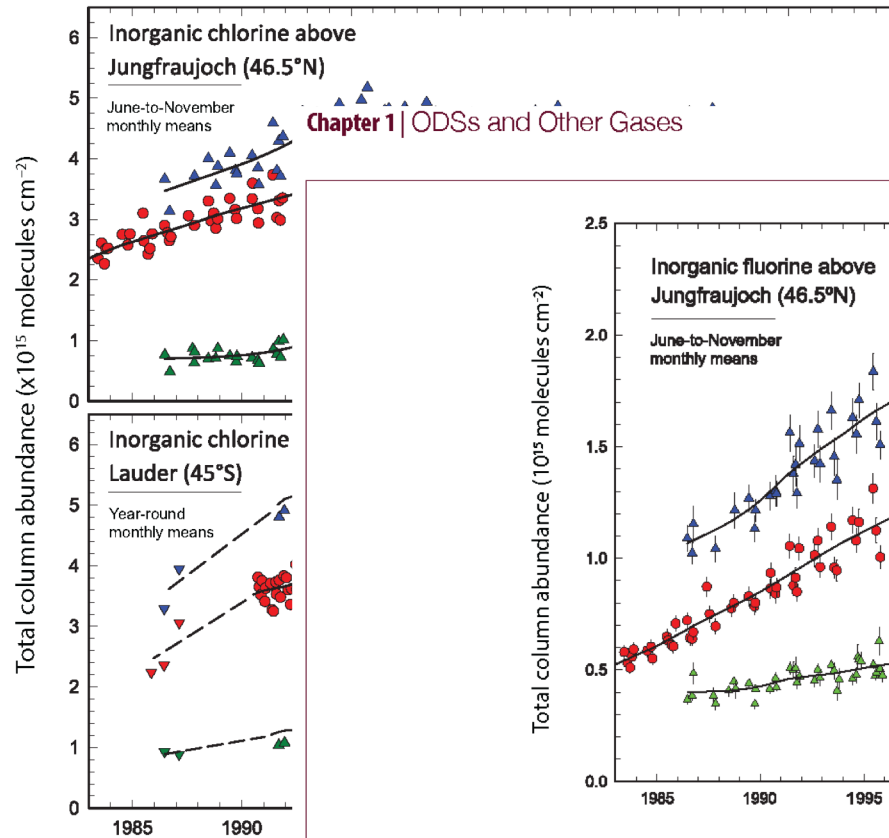 Inorganic chlorine above
Jungfraujoch (46.5°N)
June-to-November
monthly means
6
5
4
3
2
1
0
Total column abundance (x10¹⁵ molecules cm⁻²)
Inorganic chlorine
Lauder (45°S)
Year-round
monthly means
6
5
4
3
2
1
0
1985
1990
Chapter 1 | ODSs and Other Gases
Inorganic fluorine above
Jungfraujoch (46.5ºN)
June-to-November
monthly means
2.5
2.0
1.5
1.0
0.5
0.0
Total column abundance (10¹⁵ molecules cm⁻²)
1985
1990
1995